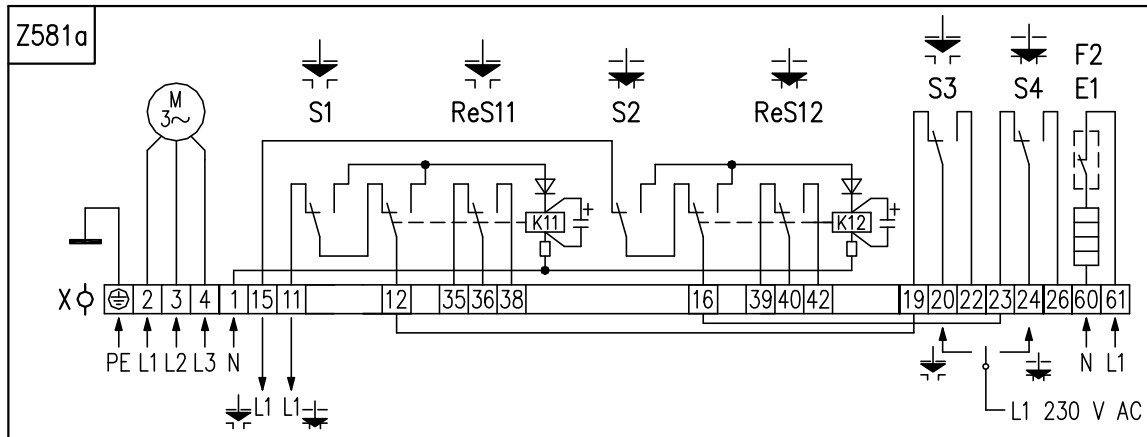 Z581a
M
3~
S1 ReS11 S2 ReS12 S3 S4 F2
E1
K11 + K12 +
X 2 3 4 1 15 11 12 35 36 38 16 39 40 42 19 20 22 23 24 26 60 61
PE L1 L2 L3 N N L1
L1 L1 L1 230 V AC